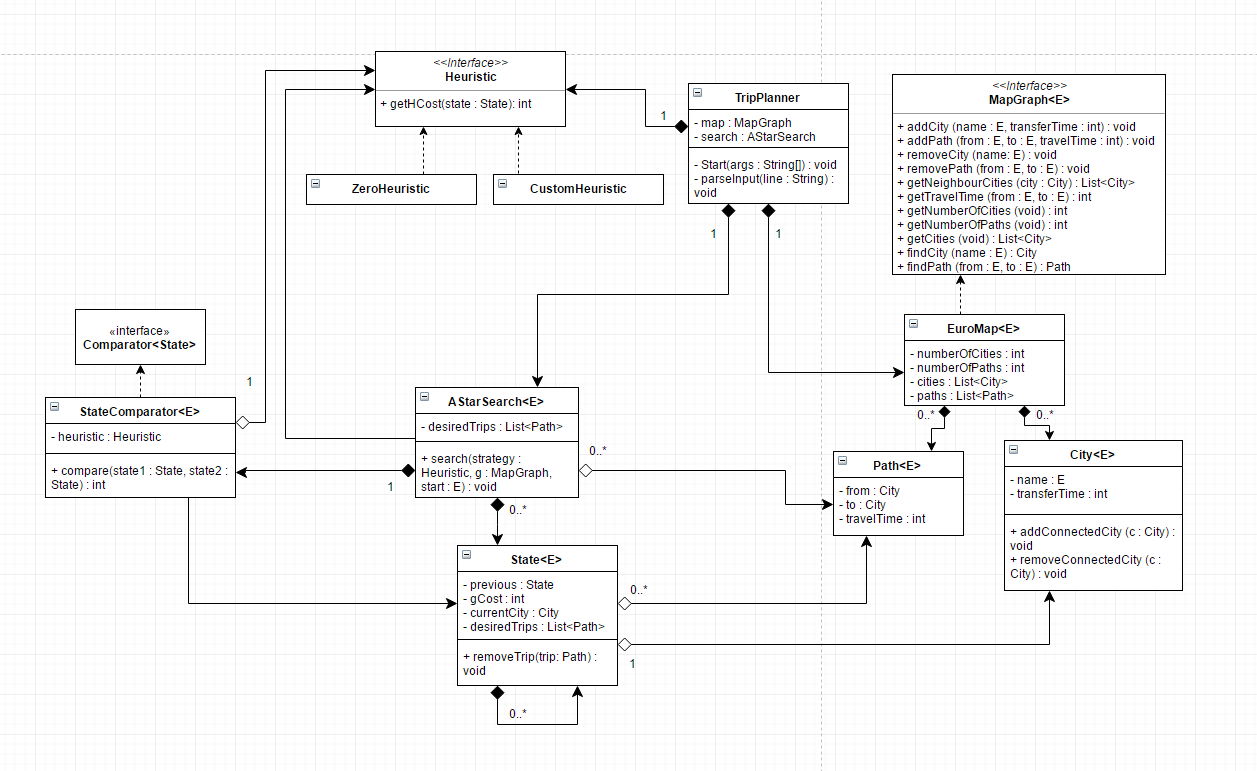 <<Interface>>
Heuristic
+ getHCost(state : State): int
ZeroHeuristic
CustomHeuristic
TripPlanner
- map : MapGraph
- search : AStarSearch
- Start(args : String[]) : void
- parseInput(line : String) :
void
1
1
1
<<Interface>>
MapGraph<E>
+ addCity (name : E, transferTime : int) : void
+ addPath (from : E, to : E, travelTime : int) : void
+ removeCity (name: E) : void
+ removePath (from : E, to : E) : void
+ getNeighbourCities (city : City) : List<City>
+ getTravelTime (from : E, to : E) : int
+ getNumberOfCities (void) : int
+ getNumberOfPaths (void) : int
+ getCities (void) : List<City>
+ findCity (name : E) : City
+ findPath (from : E, to : E) : Path
«interface»
Comparator<State>
1
StateComparator<E>
- heuristic : Heuristic
+ compare(state1 : State, state2 :
State) : int
AStarSearch<E>
- desiredTrips : List<Path>
+ search(strategy :
Heuristic, g : MapGraph,
start : E) : void
1
0..*
0..*
EuroMap<E>
- numberOfCities : int
- numberOfPaths : int
- cities : List<City>
- paths : List<Path>
0..*
0..*
Path<E>
- from : City
- to : City
- travelTime : int
City<E>
- name : E
- transferTime : int
+ addConnectedCity (c : City) :
void
+ removeConnectedCity (c :
City) : void
State<E>
- previous : State
- gCost : int
- currentCity : City
- desiredTrips : List<Path>
+ removeTrip(trip: Path) :
void
0..*
1
0..*